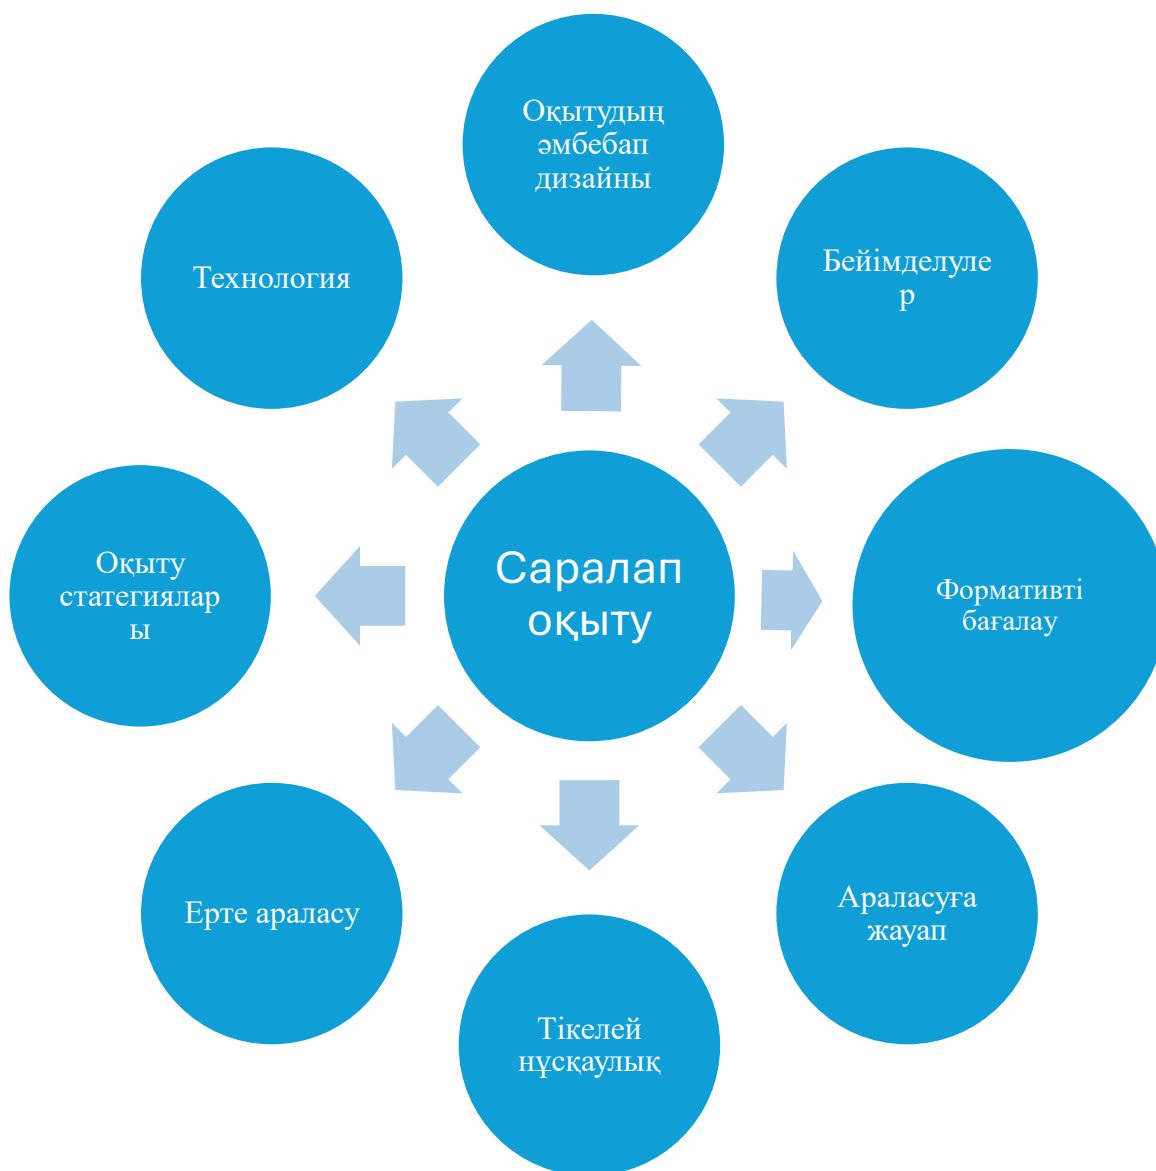 Оқытудың
әмбебап
дизайны
Технология
Бейімделуле
р
Оқыту
статегиялар
ы
Саралап
оқыту
Формативті
бағалау
Ерте араласу
Араласуға
жауап
Тікелей
нұсқаулық